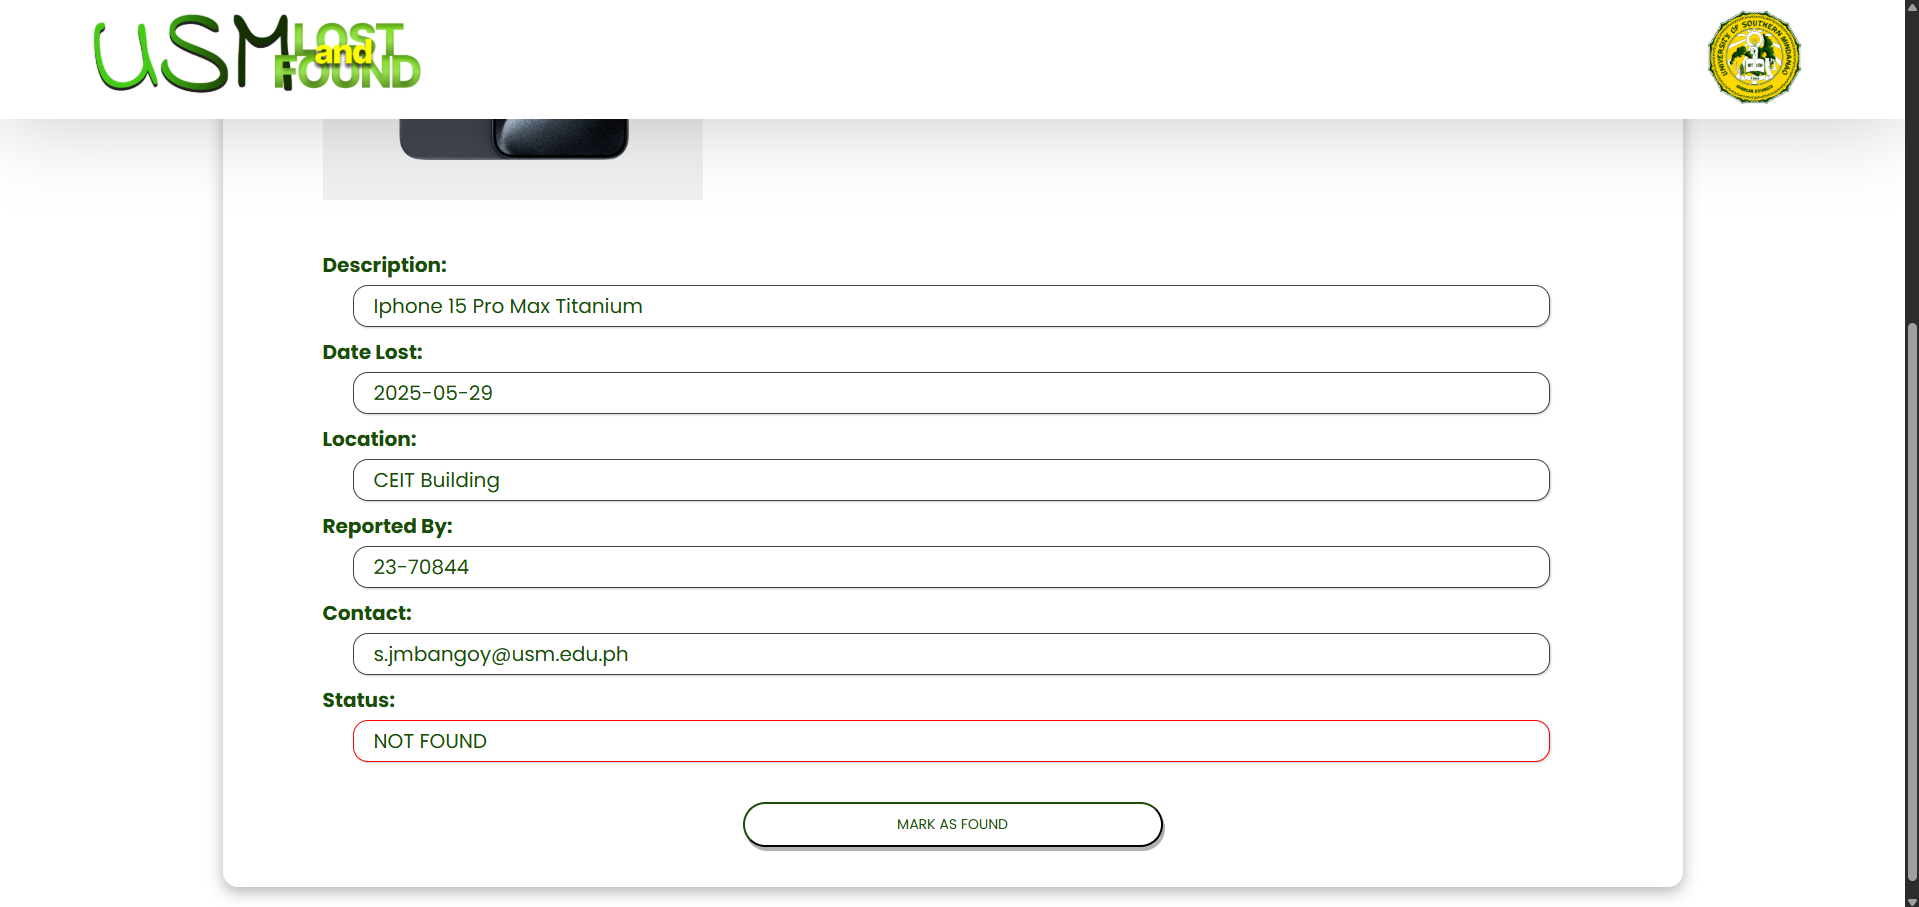 USM LOST
and
FOUND
UNIVERSITY OF SOUTHERN MINDANAO
Description:
Iphone 15 Pro Max Titanium
Date Lost:
2025-05-29
Location:
CEIT Building
Reported By:
23-70844
Contact:
s.jmbangoy@usm.edu.ph
Status:
NOT FOUND
MARK AS FOUND